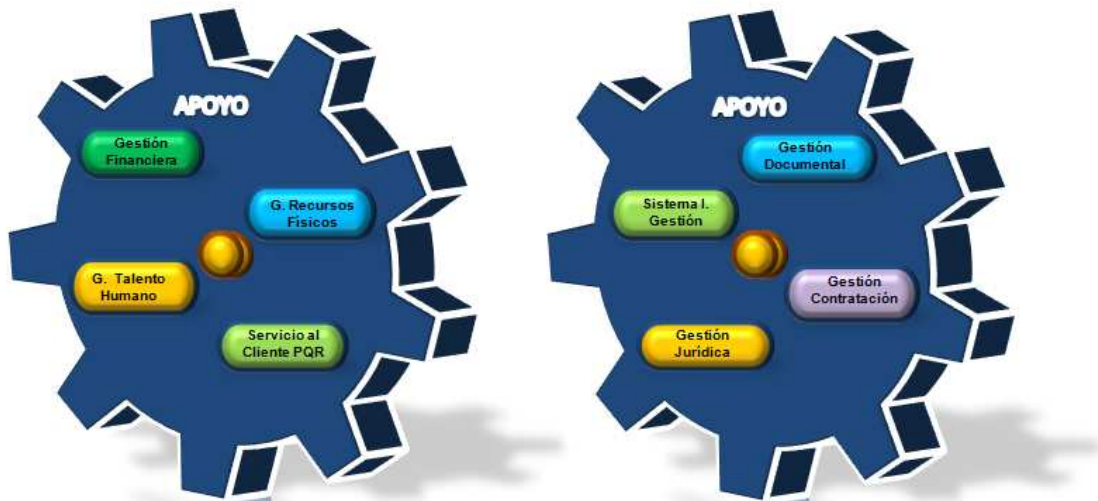 APOYO
Gestión
Financiera
G. Recursos
Físicos
G. Talento
Humano
Servicio al
Cliente PQR
APOYO
Gestión
Documental
Sistema I.
Gestión
Gestión
Contratación
Gestión
Jurídica